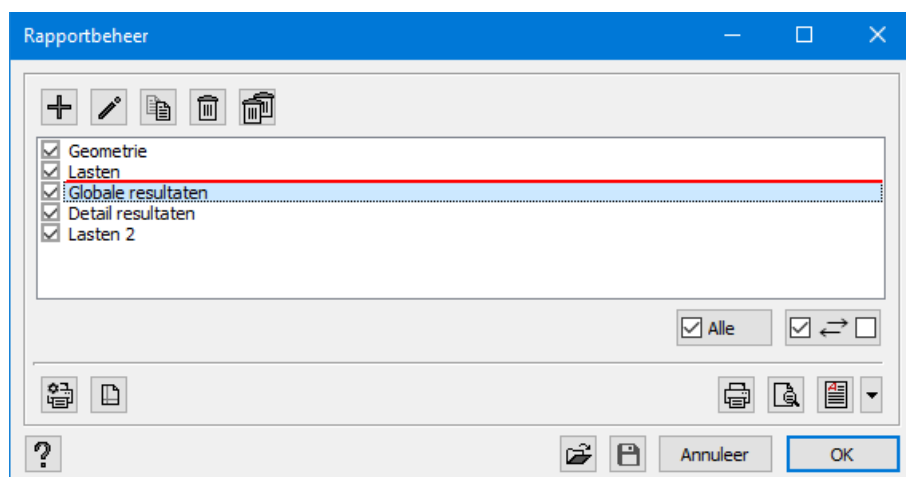 Rapportbeheer
Geometrie
Lasten
Globale resultaten
Detail resultaten
Lasten 2
Alle
?
Annuleer
OK